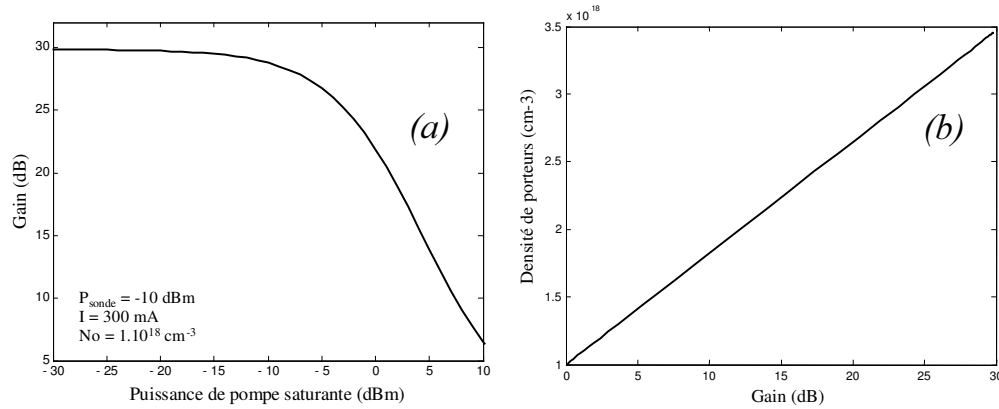 30
25
20
15
10
5
- 30
- 25
- 20
- 15
- 10
- 5
0
5
10
Gain (dB)
Puissance de pompe saturante (dBm)
(a)
P_sonde = -10 dBm
I = 300 mA
No = 1.10^18 cm^-3
x 10^18
3.5
3
2.5
2
1.5
1
0
5
10
15
20
25
30
Densité de porteurs (cm-3)
Gain (dB)
(b)